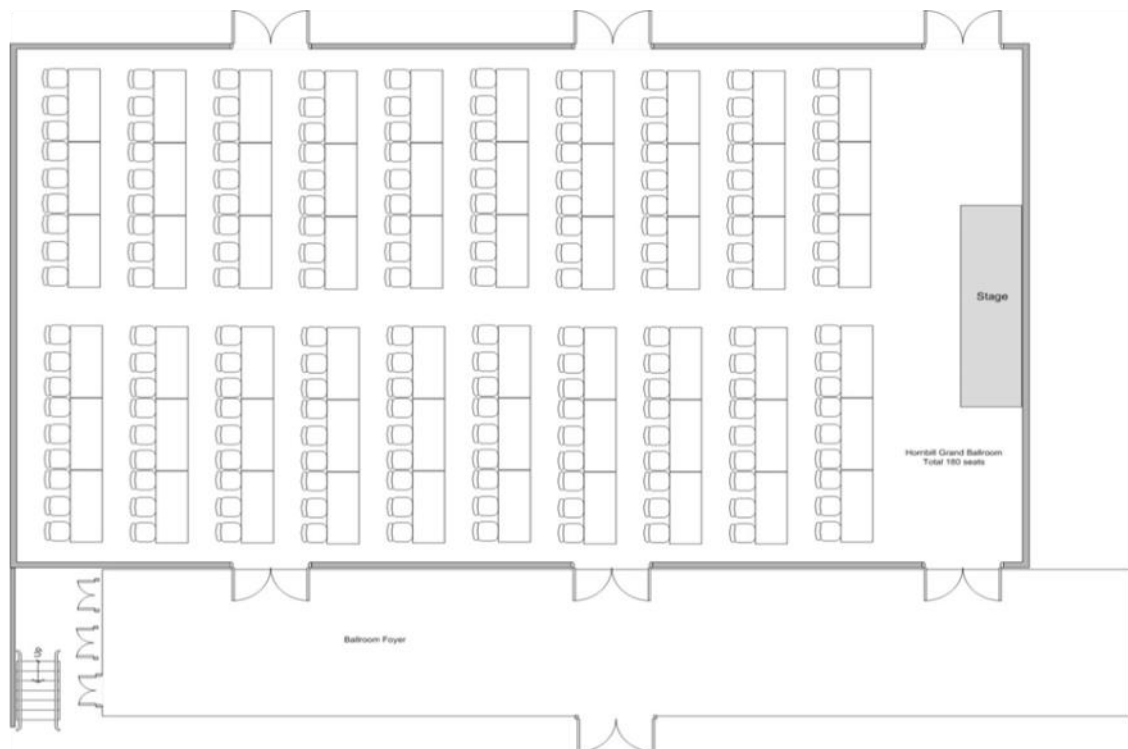 Stage
Hornbill Grand Ballroom
Total 180 seats
Ballroom Foyer
Up